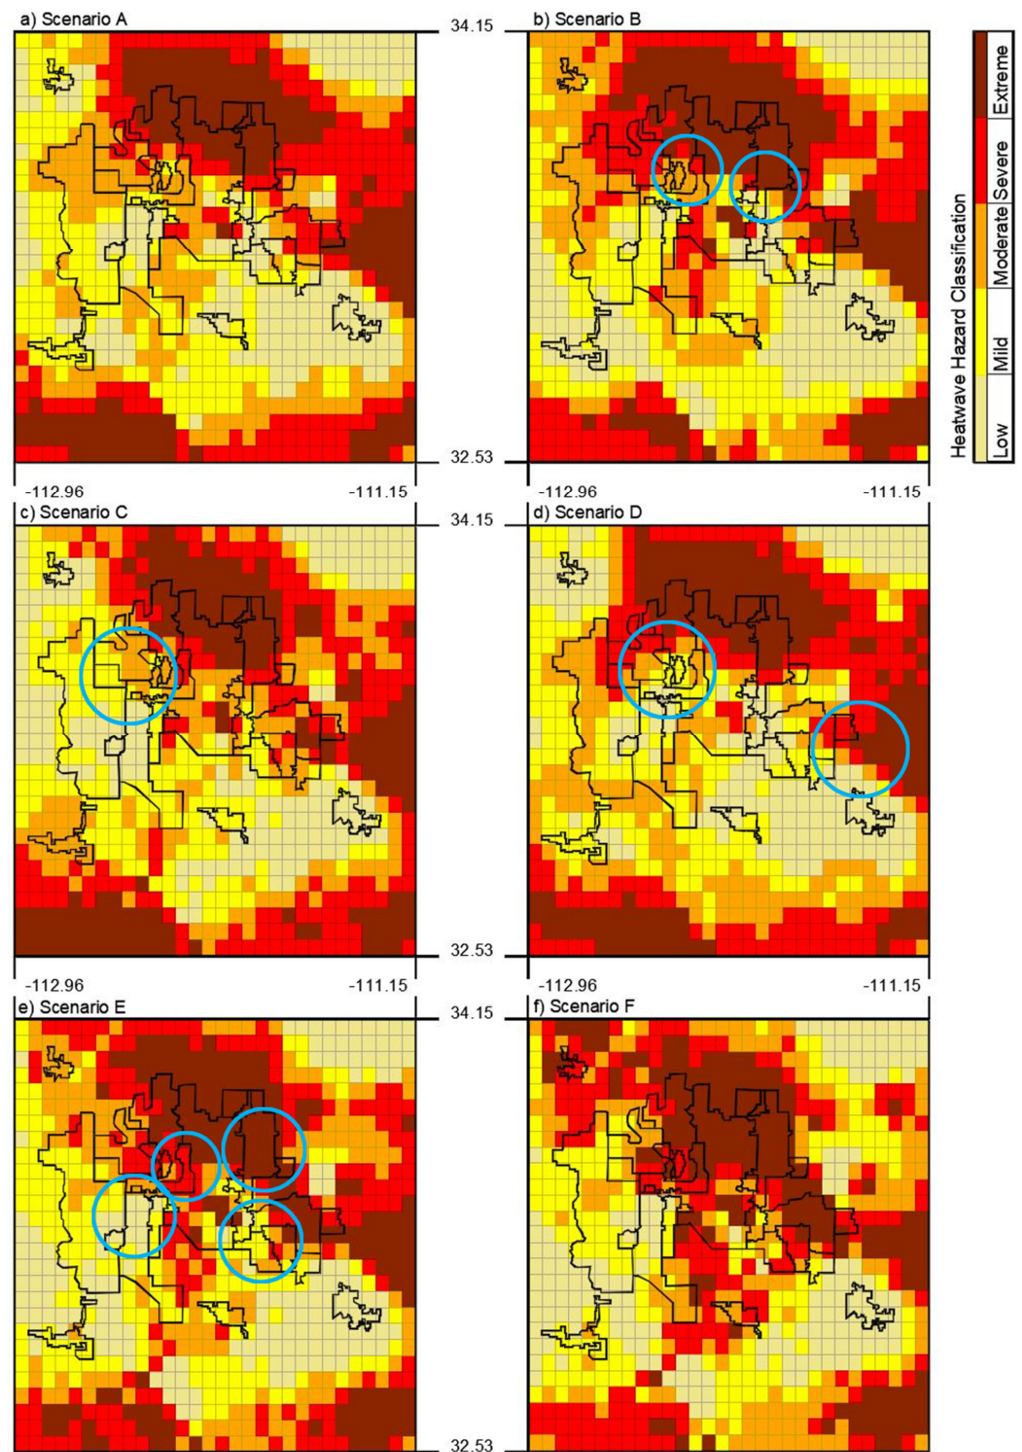 a) Scenario A
34.15
b) Scenario B
Heatwave Hazard Classification
Extreme
Severe
Moderate
Mild
Low
32.53
-112.96
-111.15
-112.96
-111.15
c) Scenario C
34.15
d) Scenario D
32.53
-112.96
-111.15
-112.96
-111.15
e) Scenario E
34.15
f) Scenario F
32.53